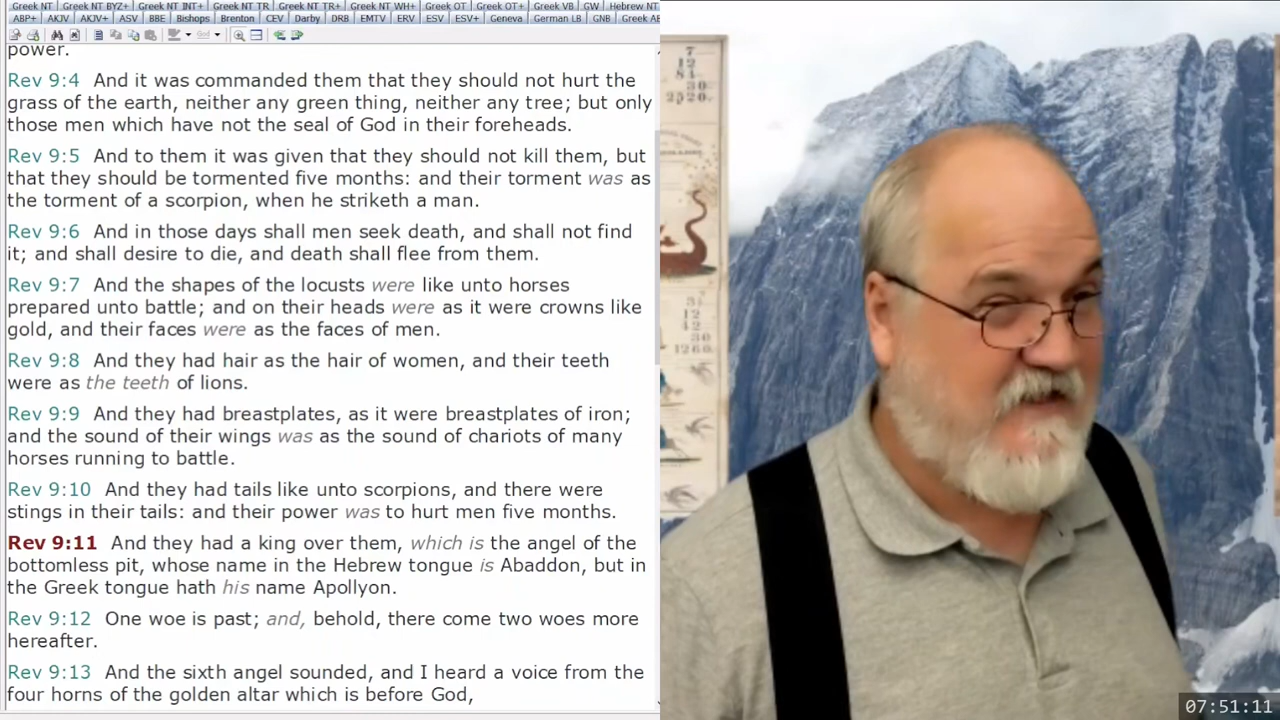 Greek NT Greek NT BYZ+ Greek NT INT+ Greek NT TR Greek NT TR+ Greek NT WH+ Greek OT Greek OT+ Greek VB GW Hebrew NT
ABP+ AKJV AKJV+ ASV BBE Bishops Brenton CEV Darby DRB EMTV ERV ESV ESV+ Geneva German LB GNB Greek AB
power.
Rev 9:4 And it was commanded them that they should not hurt the
grass of the earth, neither any green thing, neither any tree; but only
those men which have not the seal of God in their foreheads.
Rev 9:5 And to them it was given that they should not kill them, but
that they should be tormented five months: and their torment was as
the torment of a scorpion, when he striketh a man.
Rev 9:6 And in those days shall men seek death, and shall not find
it; and shall desire to die, and death shall flee from them.
Rev 9:7 And the shapes of the locusts were like unto horses
prepared unto battle; and on their heads were as it were crowns like
gold, and their faces were as the faces of men.
Rev 9:8 And they had hair as the hair of women, and their teeth
were as the teeth of lions.
Rev 9:9 And they had breastplates, as it were breastplates of iron;
and the sound of their wings was as the sound of chariots of many
horses running to battle.
Rev 9:10 And they had tails like unto scorpions, and there were
stings in their tails: and their power was to hurt men five months.
Rev 9:11 And they had a king over them, which is the angel of the
bottomless pit, whose name in the Hebrew tongue is Abaddon, but in
the Greek tongue hath his name Apollyon.
Rev 9:12 One woe is past; and, behold, there come two woes more
hereafter.
Rev 9:13 And the sixth angel sounded, and I heard a voice from the
four horns of the golden altar which is before God,
7
12
84
30
2520
12
42
30
1260
07:51:11